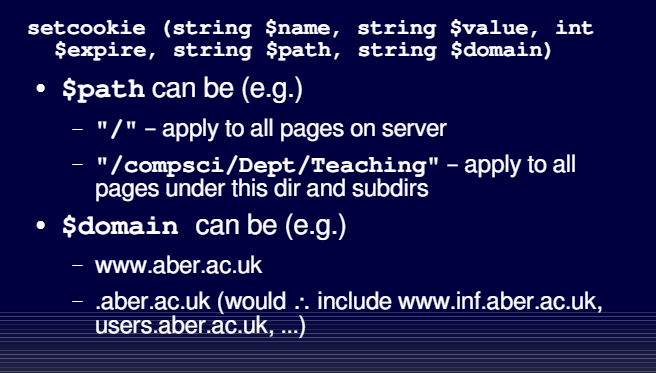 setcookie (string $name, string $value, int
$expire, string $path, string $domain)
• $path can be (e.g.)
– "/" – apply to all pages on server
– "/compsci/Dept/Teaching" – apply to all
pages under this dir and subdirs
• $domain can be (e.g.)
– www.aber.ac.uk
– .aber.ac.uk (would ∴ include www.inf.aber.ac.uk,
users.aber.ac.uk, ...)